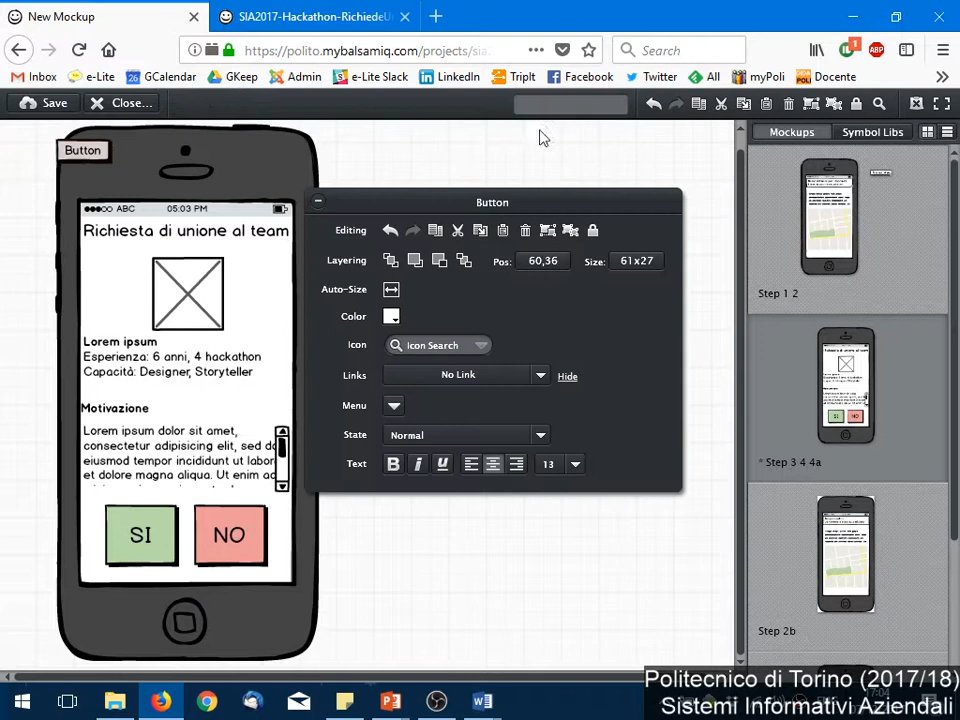 New Mockup
SIA2017-Hackathon-RichiedeU
https://polito.mybalsamiq.com/projects/sia.
Search
Inbox
e-Lite
GCalendar
GKeep
Admin
e-Lite Slack
LinkedIn
TripIt
Facebook
Twitter
All
myPoli
Docente
Save
Close...
Mockups
Symbol Libs
Button
ABC
05:03 PM
Richiesta di unione al team
Lorem ipsum
Esperienza: 6 anni, 4 hackathon
Capacità: Designer, Storyteller
Motivazione
Lorem ipsum dolor sit amet,
consectetur adipisicing elit, sed do
eiusmod tempor incididunt ut labore
et dolore magna aliqua. Ut enim ad
SI
NO
Button
Editing
Layering
Pos:
60,36
Size:
61x27
Auto-Size
Color
Icon
Icon Search
Links
No Link
Hide
Menu
State
Normal
Text
B
i
U
13
Step 1 2
* Step 3 4 4a
Step 2b
Politecnico di Torino (2017/18)
Sistemi Informativi Aziendali